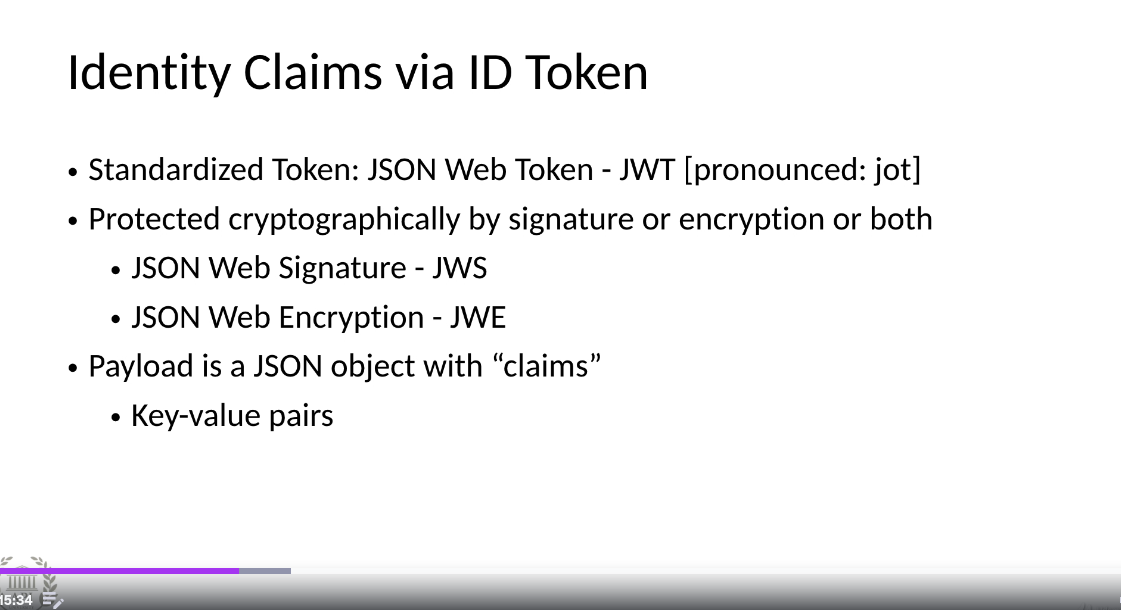 Identity Claims via ID Token
• Standardized Token: JSON Web Token - JWT [pronounced: jot]
• Protected cryptographically by signature or encryption or both
• JSON Web Signature - JWS
• JSON Web Encryption - JWE
• Payload is a JSON object with “claims”
• Key-value pairs
15:34